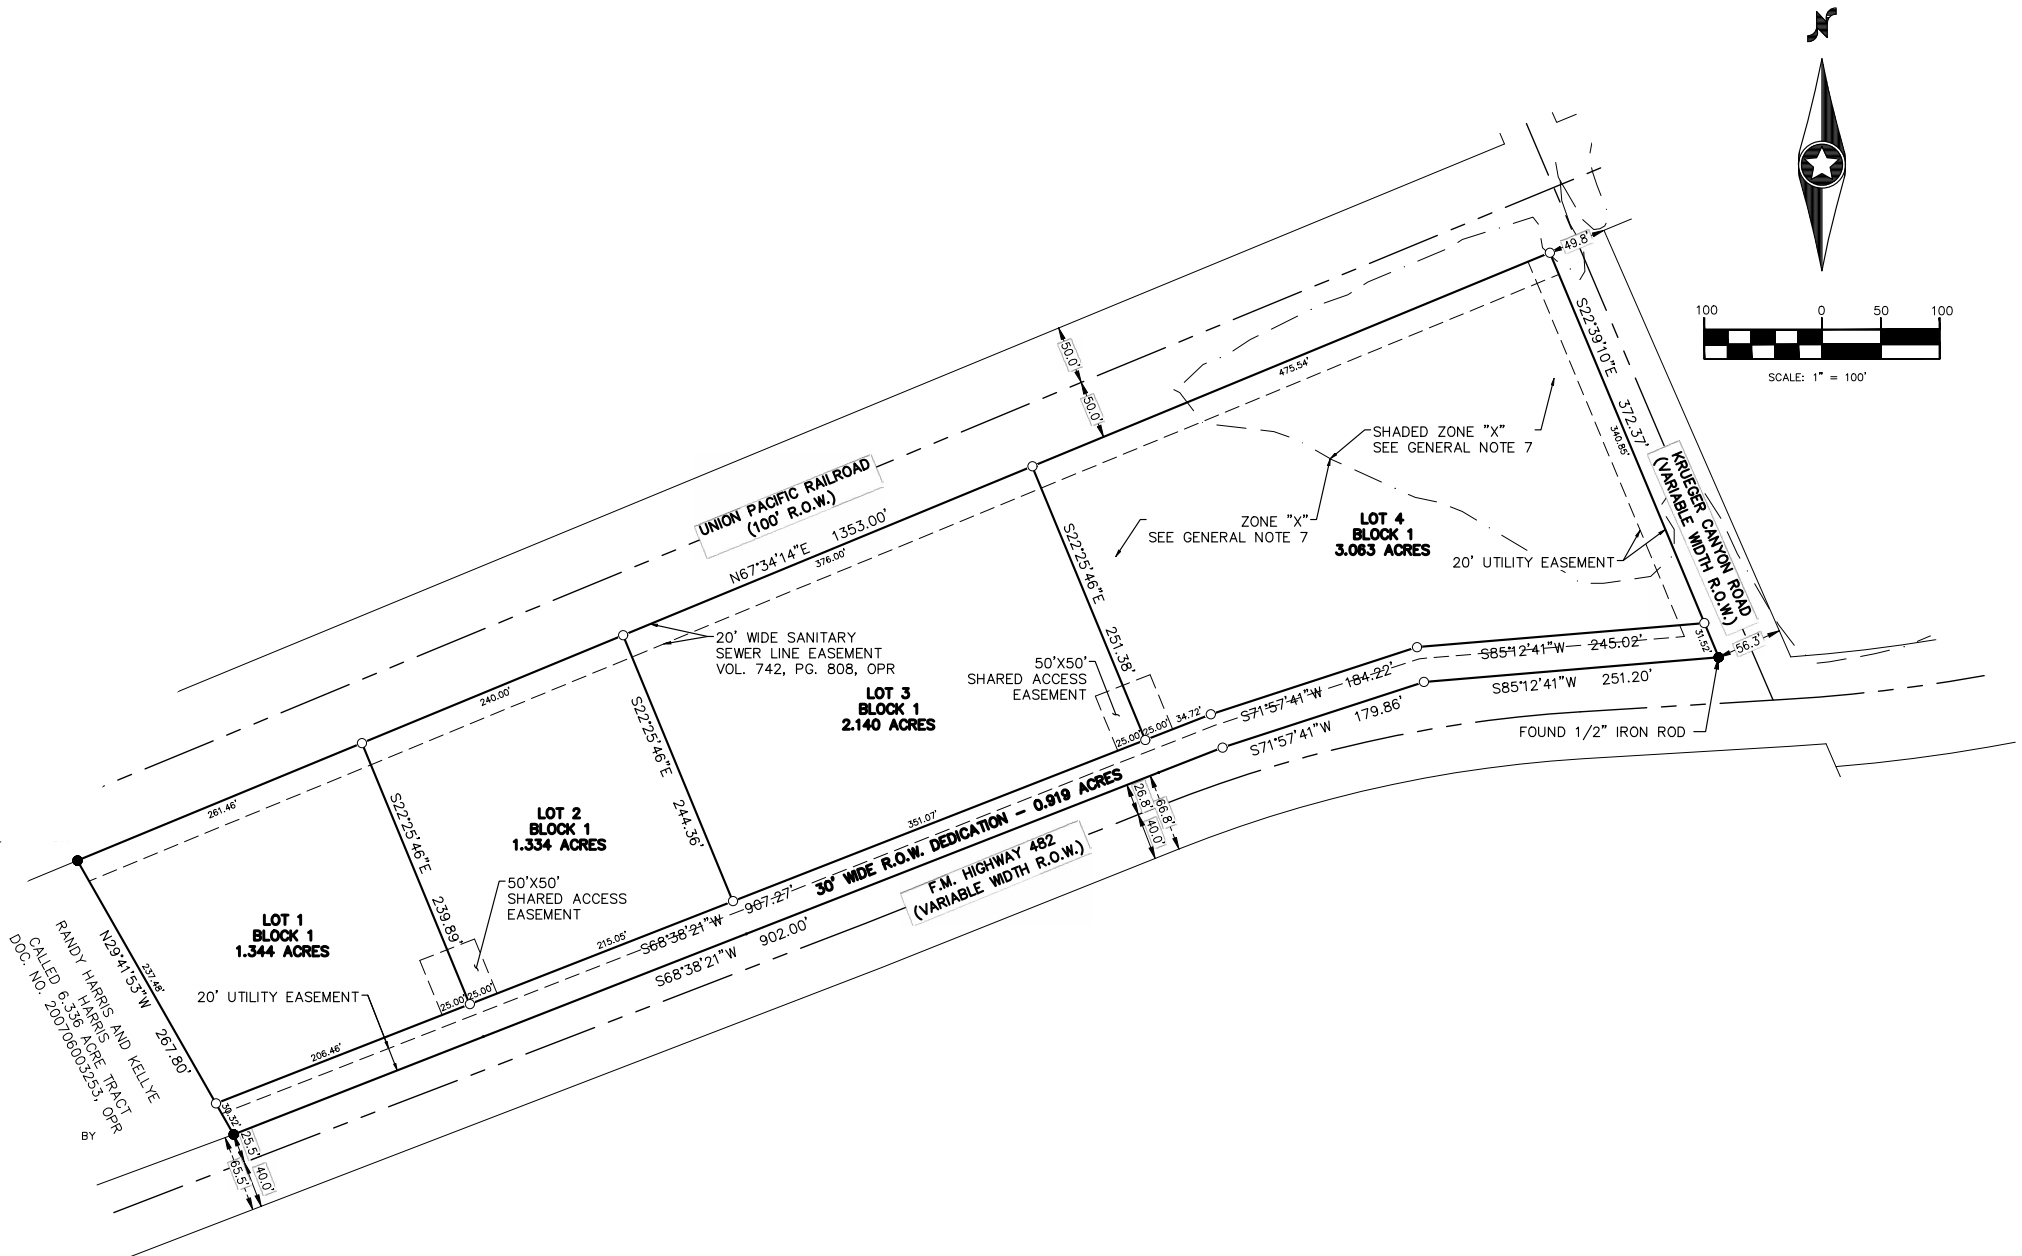 N
49.8'
100
0
50
100
SCALE: 1" = 100'
S22°39'10"E 372.37'
340.85'
50.0'
50.0'
475.54'
SHADED ZONE "X"
SEE GENERAL NOTE 7
KRUEGER CANYON ROAD
(VARIABLE WIDTH R.O.W.)
UNION PACIFIC RAILROAD
(100' R.O.W.)
N67°34'14"E 1353.00'
376.00'
ZONE "X"
SEE GENERAL NOTE 7
LOT 4
BLOCK 1
3.063 ACRES
20' UTILITY EASEMENT
S22°25'46"E 251.38'
20' WIDE SANITARY
SEWER LINE EASEMENT
VOL. 742, PG. 808, OPR
50'X50'
SHARED ACCESS
EASEMENT
S85°12'41"W 245.02'
31.52'
56.3'
S85°12'41"W 251.20'
FOUND 1/2" IRON ROD
S71°57'41"W 184.22'
S71°57'41"W 179.86'
34.72'
25.00'
25.00'
240.00'
S22°25'46"E 244.36'
LOT 3
BLOCK 1
2.140 ACRES
261.46'
S22°25'46"E 239.89'
LOT 2
BLOCK 1
1.334 ACRES
351.07'
30' WIDE R.O.W. DEDICATION - 0.919 ACRES
26.8'
66.8'
40.0'
F.M. HIGHWAY 482
(VARIABLE WIDTH R.O.W.)
50'X50'
SHARED ACCESS
EASEMENT
215.05'
S68°38'21"W 907.27'
S68°38'21"W 902.00'
LOT 1
BLOCK 1
1.344 ACRES
25.00'
25.00'
20' UTILITY EASEMENT
206.46'
N29°41'53"W 267.80'
237.48'
RANDY HARRIS AND KELLYE
HARRIS
CALLED 6.336 ACRE TRACT
DOC. NO. 200706003253, OPR
BY
30.32'
25.5'
65.5'
40.0'